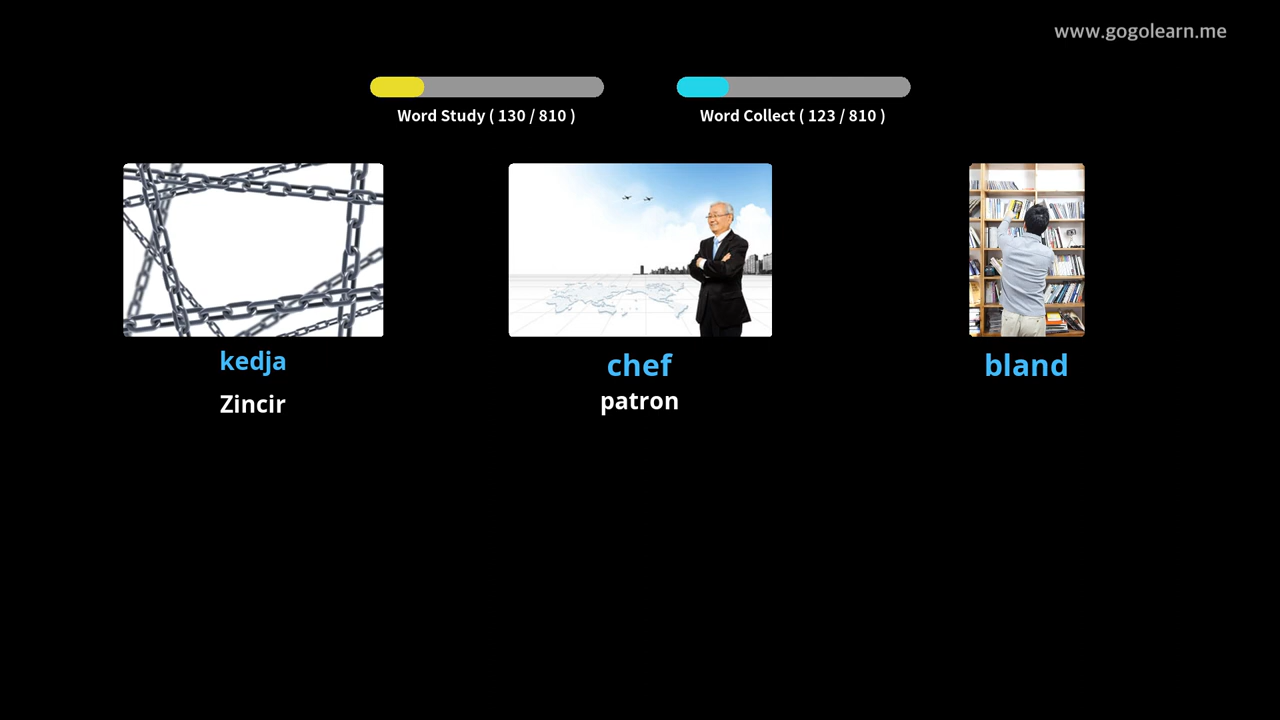 www.gogolearn.me
Word Study ( 130 / 810 )
Word Collect ( 123 / 810 )
kedja
Zincir
chef
patron
bland